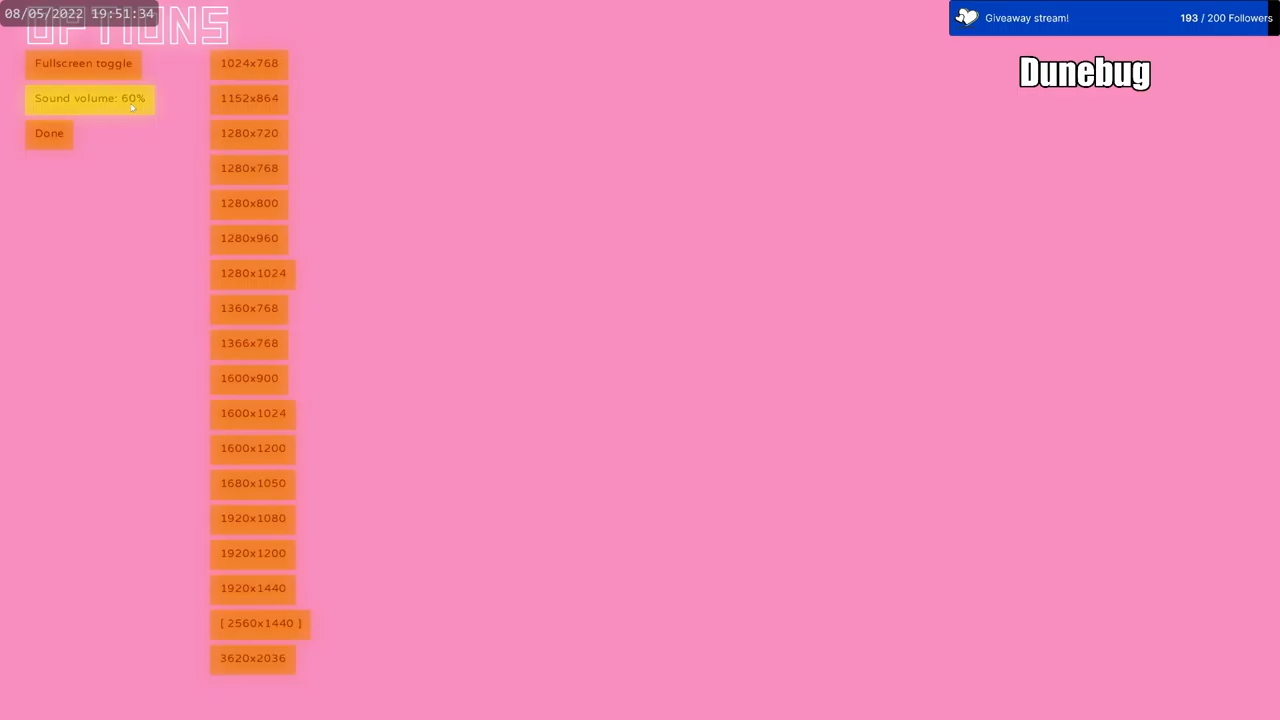 08/05/2022 19:51:34
OPTIONS
Giveaway stream!
193 / 200 Followers
Dunebug
Fullscreen toggle
Sound volume: 60%
Done
1024x768
1152x864
1280x720
1280x768
1280x800
1280x960
1280x1024
1360x768
1366x768
1600x900
1600x1024
1600x1200
1680x1050
1920x1080
1920x1200
1920x1440
[ 2560x1440 ]
3620x2036